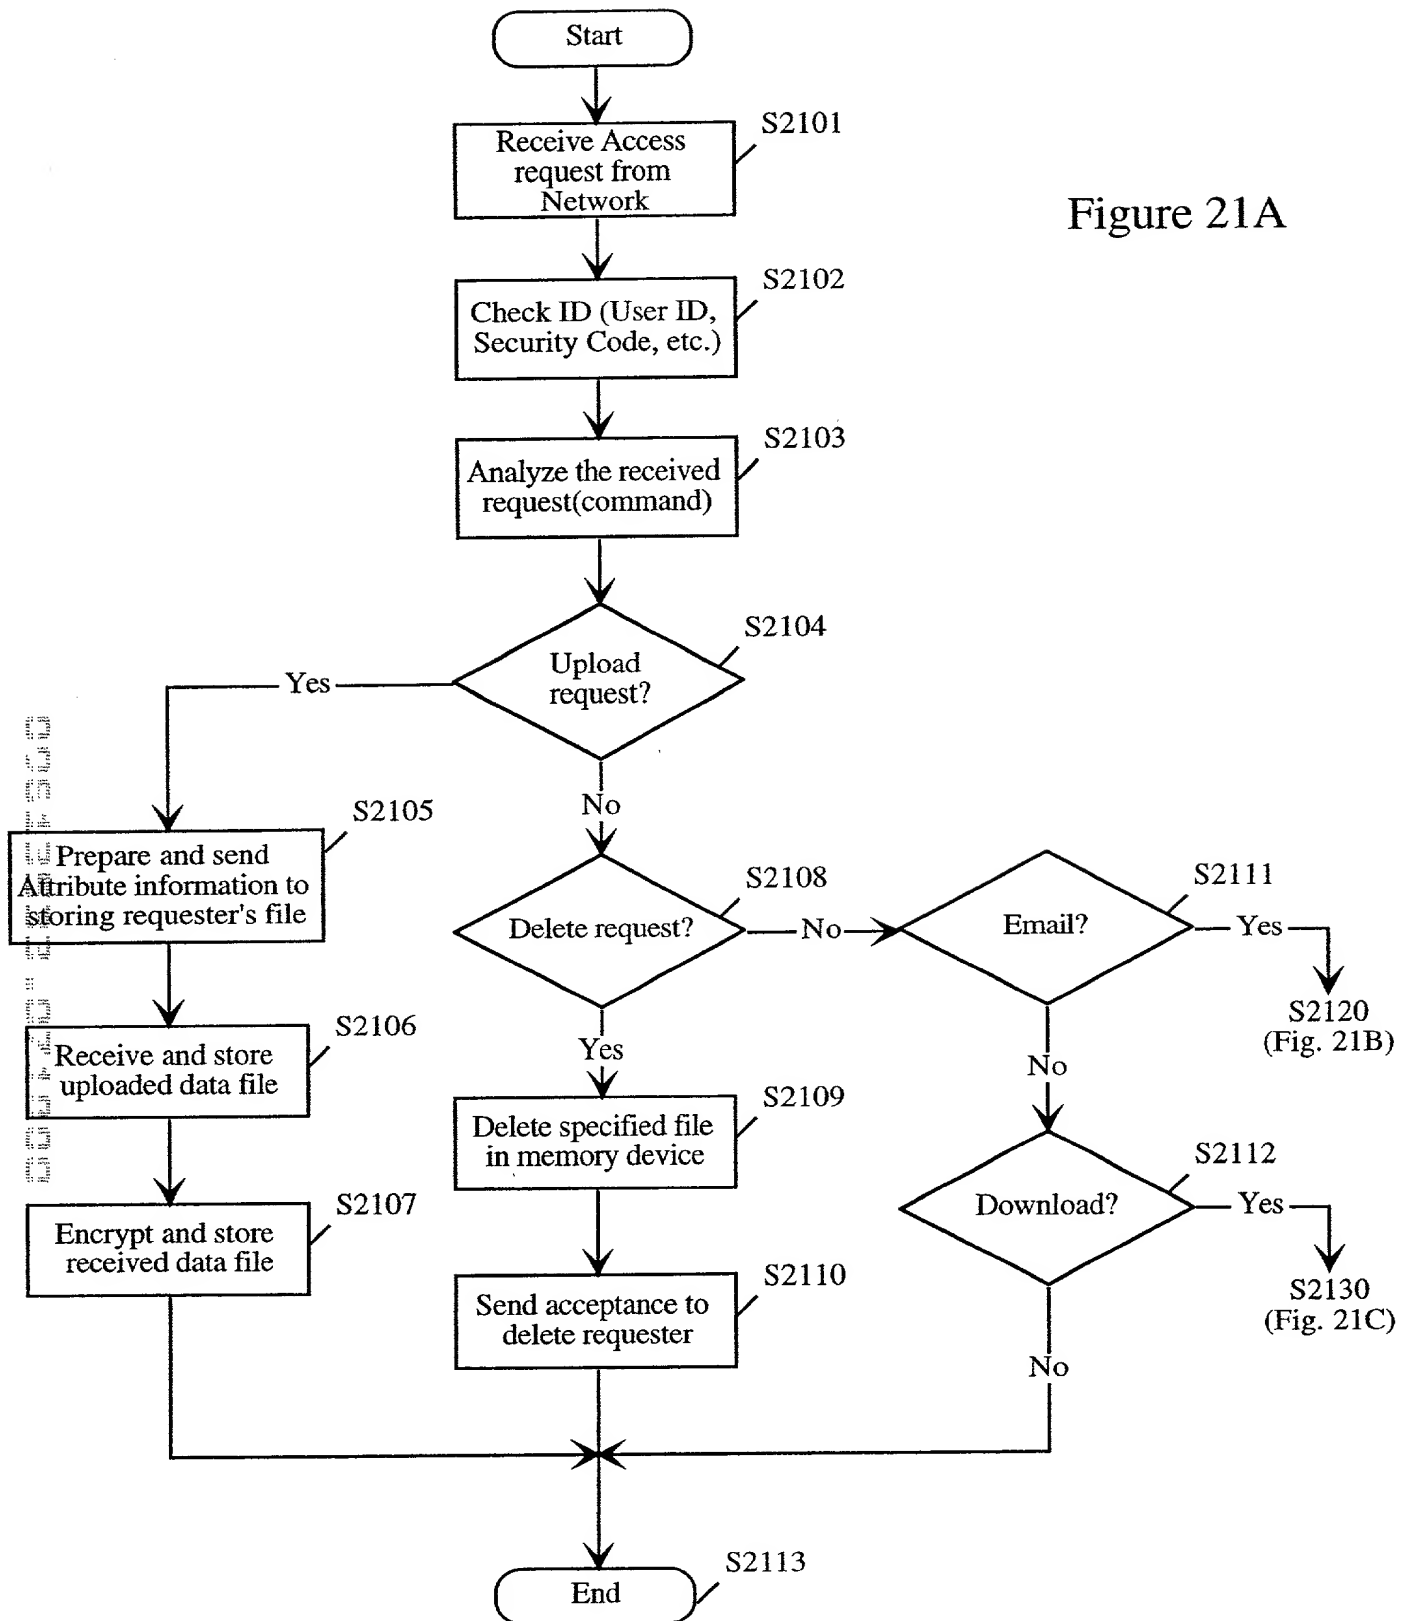 Start
S2101
Receive Access
request from
Network
Figure 21A
S2102
Check ID (User ID,
Security Code, etc.)
S2103
Analyze the received
request(command)
S2104
Upload
request?
Yes
No
S2105
Prepare and send
Attribute information to
storing requester's file
S2108
Delete request?
No
S2111
Email?
Yes
S2120
(Fig. 21B)
S2106
Receive and store
uploaded data file
Yes
No
S2109
Delete specified file
in memory device
S2112
Download?
Yes
S2130
(Fig. 21C)
S2107
Encrypt and store
received data file
S2110
Send acceptance to
delete requester
No
S2113
End